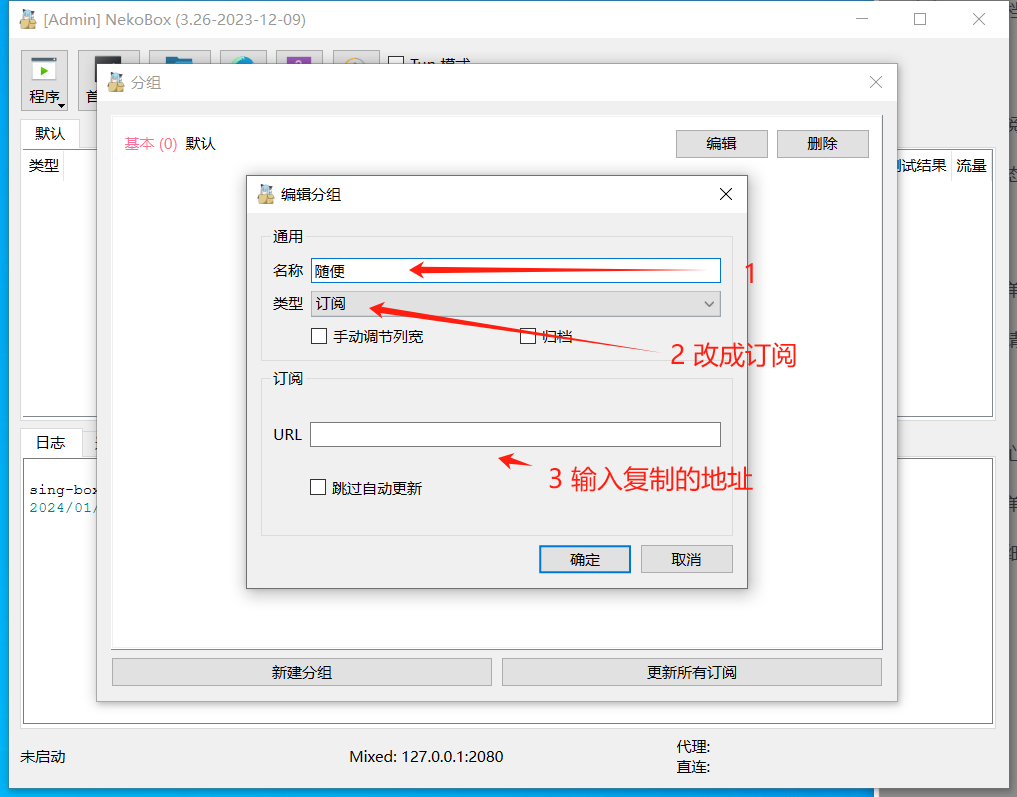 [Admin] NekoBox (3.26-2023-12-09)
程序
首
Tun 模式
默认
类型
测试结果
流量
分组
基本 (0) 默认
编辑
删除
编辑分组
通用
名称 随便
1
类型 订阅
手动调节列宽
归档
2 改成订阅
订阅
URL
3 输入复制的地址
跳过自动更新
确定
取消
日志
sing-box
2024/01/
新建分组
更新所有订阅
未启动
Mixed: 127.0.0.1:2080
代理:
直连: